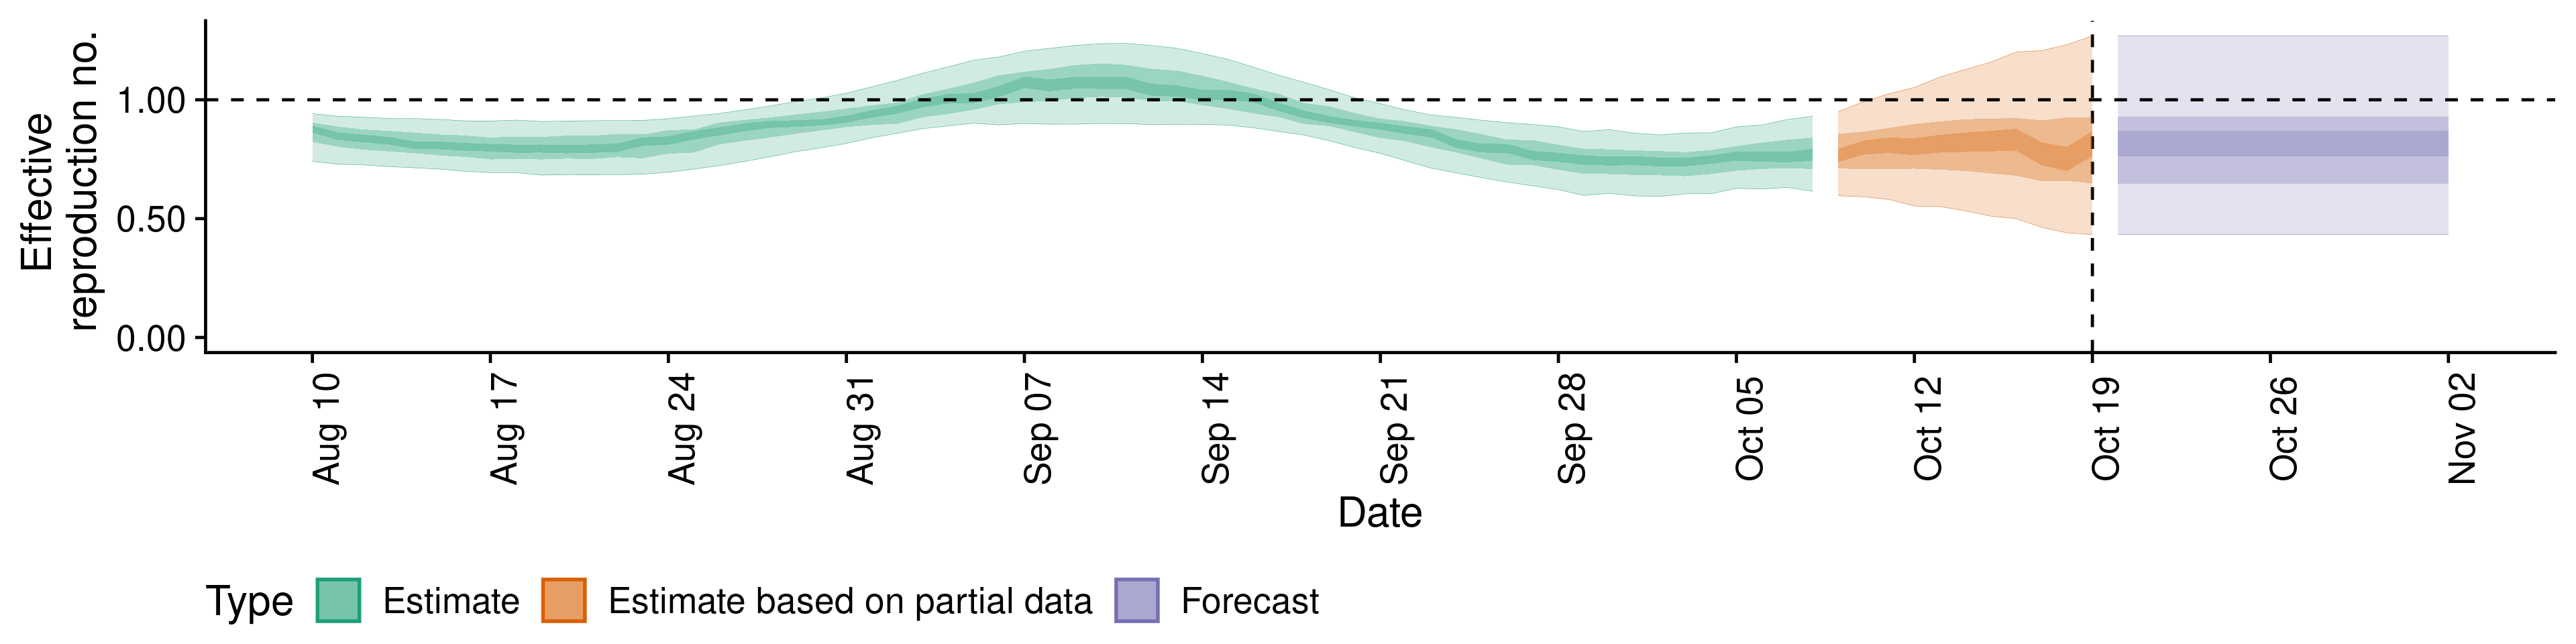 Effective
reproduction no.
1.00
0.50
0.00
Aug 10
Aug 17
Aug 24
Aug 31
Sep 07
Sep 14
Sep 21
Sep 28
Oct 05
Oct 12
Oct 19
Oct 26
Nov 02
Date
Type Estimate Estimate based on partial data Forecast